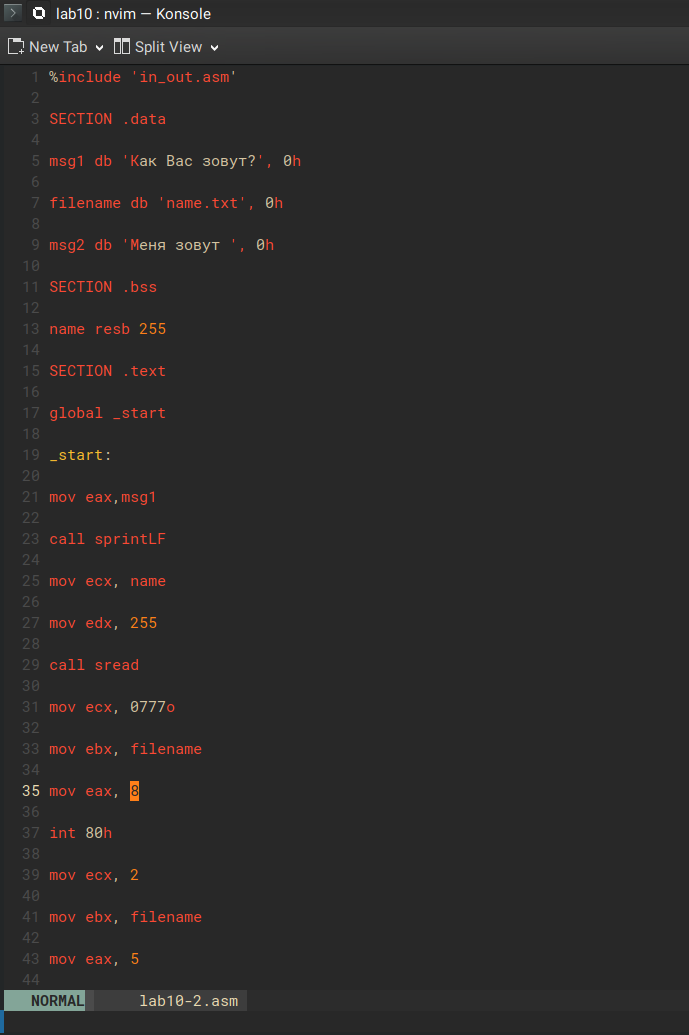 lab10 : nvim — Konsole
New Tab Split View
1 %include 'in_out.asm'
2
3 SECTION .data
4
5 msg1 db 'Как Вас зовут?', 0h
6
7 filename db 'name.txt', 0h
8
9 msg2 db 'Меня зовут ', 0h
10
11 SECTION .bss
12
13 name resb 255
14
15 SECTION .text
16
17 global _start
18
19 _start:
20
21 mov eax,msg1
22
23 call sprintLF
24
25 mov ecx, name
26
27 mov edx, 255
28
29 call sread
30
31 mov ecx, 0777o
32
33 mov ebx, filename
34
35 mov eax, 8
36
37 int 80h
38
39 mov ecx, 2
40
41 mov ebx, filename
42
43 mov eax, 5
44
NORMAL lab10-2.asm